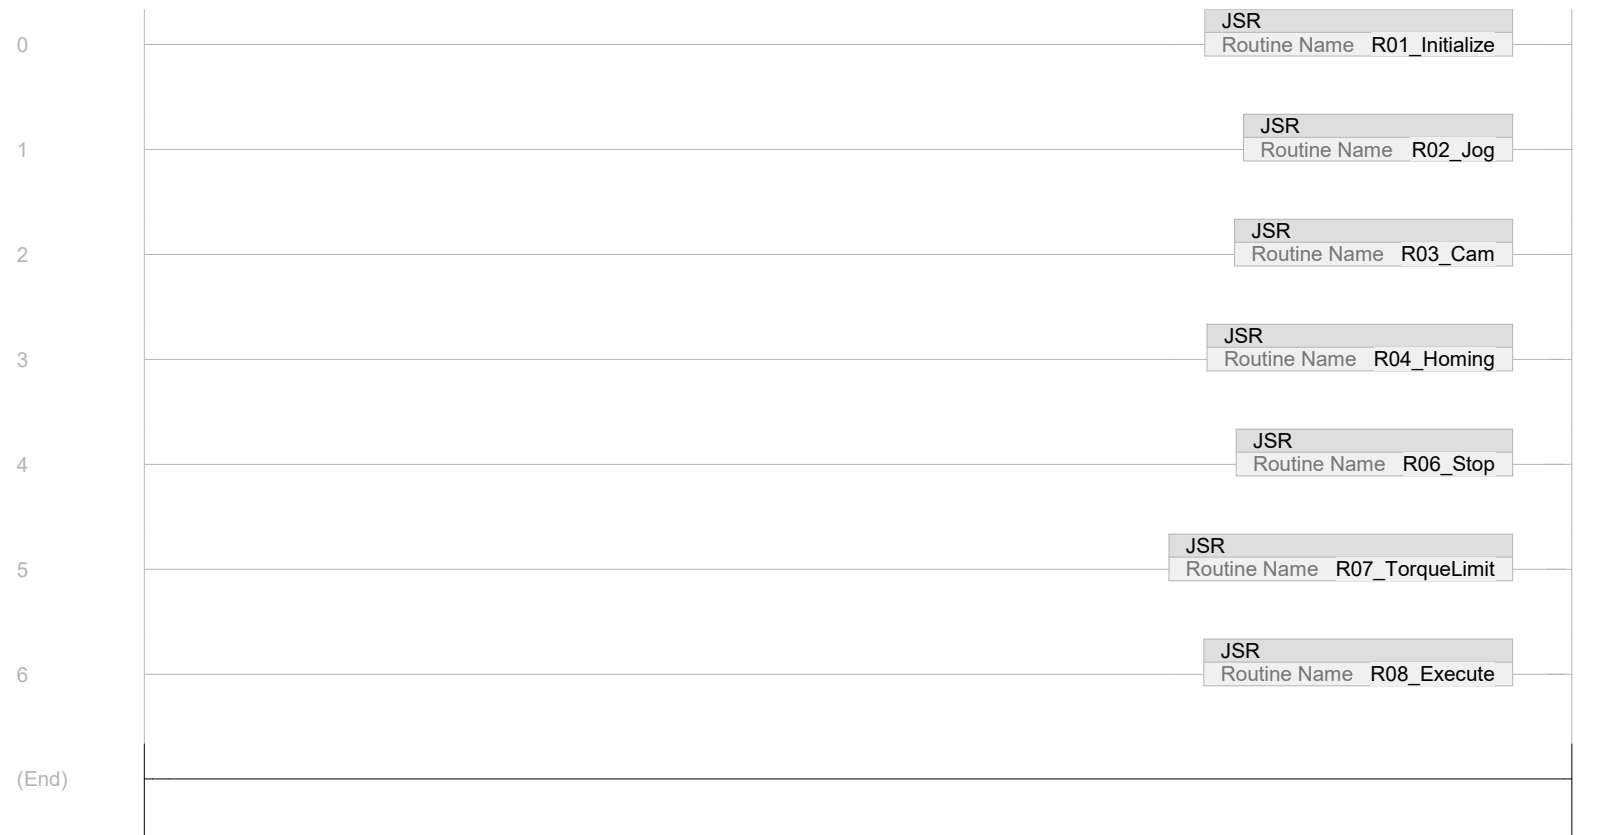 JSR
0 Routine Name R01_Initialize
JSR
1 Routine Name R02_Jog
JSR
2 Routine Name R03_Cam
JSR
3 Routine Name R04_Homing
JSR
4 Routine Name R06_Stop
JSR
5 Routine Name R07_TorqueLimit
JSR
6 Routine Name R08_Execute
(End)